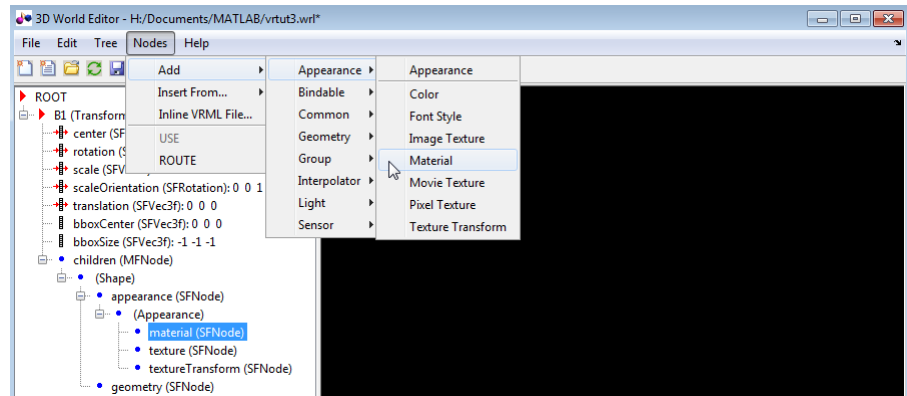 3D World Editor - H:/Documents/MATLAB/vrtut3.wrl*
File Edit Tree Nodes Help
Add
Insert From...
Inline VRML File...
USE
ROUTE
Appearance
Bindable
Common
Geometry
Group
Interpolator
Light
Sensor
Appearance
Color
Font Style
Image Texture
Material
Movie Texture
Pixel Texture
Texture Transform
ROOT
B1 (Transform
center (SF
rotation (S
scale (SFV
scaleOrientation (SFRotation): 0 0 1
translation (SFVec3f): 0 0 0
bboxCenter (SFVec3f): 0 0 0
bboxSize (SFVec3f): -1 -1 -1
children (MFNode)
(Shape)
appearance (SFNode)
(Appearance)
material (SFNode)
texture (SFNode)
textureTransform (SFNode)
geometry (SFNode)